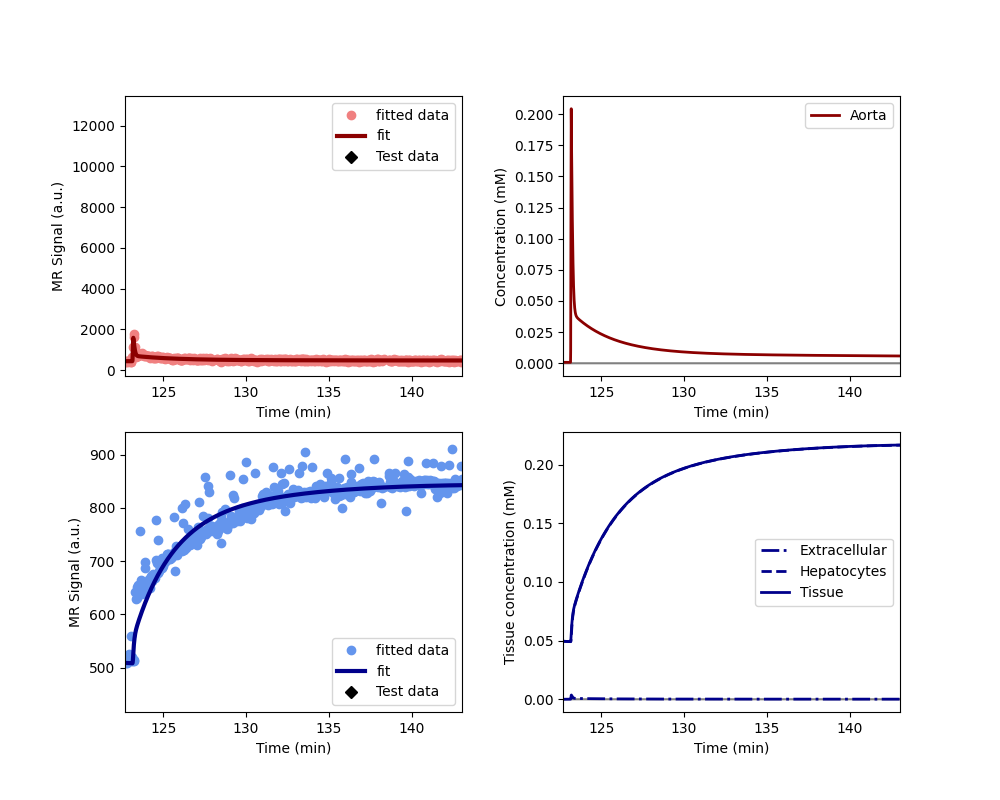 12000
10000
8000
6000
4000
2000
0
MR Signal (a.u.)
125
130
135
140
Time (min)
fitted data
fit
Test data
0.200
0.175
0.150
0.125
0.100
0.075
0.050
0.025
0.000
Concentration (mM)
125
130
135
140
Time (min)
Aorta
900
800
700
600
500
MR Signal (a.u.)
125
130
135
140
Time (min)
fitted data
fit
Test data
0.20
0.15
0.10
0.05
0.00
Tissue concentration (mM)
125
130
135
140
Time (min)
Extracellular
Hepatocytes
Tissue